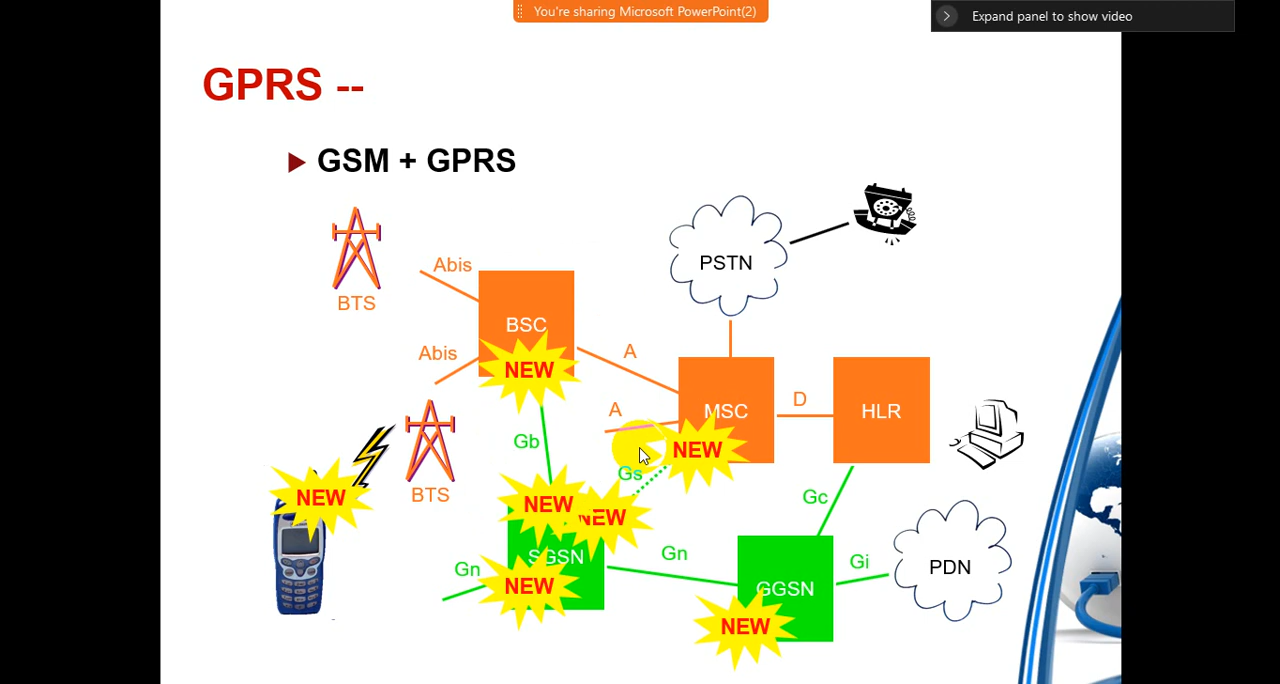 You're sharing Microsoft PowerPoint(2)
Expand panel to show video
GPRS --
GSM + GPRS
PSTN
Abis
BTS
BSC
Abis
NEW
A
A
MSC
D
HLR
NEW
Gb
Gs
NEW
BTS
NEW
NEW
Gc
SGSN
Gn
Gn
NEW
GGSN
Gi
PDN
NEW